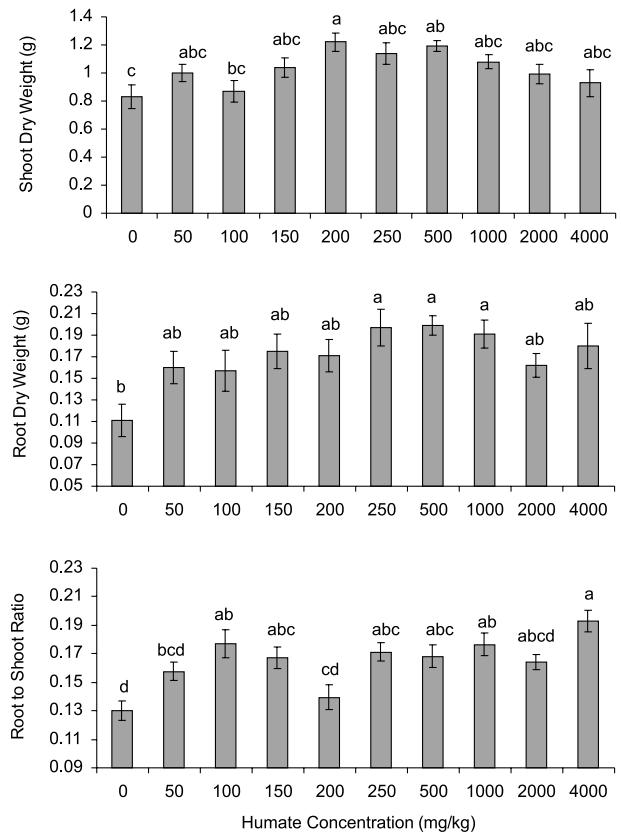 Shoot Dry Weight (g)
1.4
1.2
1
0.8
0.6
0.4
0.2
0
c
abc
bc
abc
a
abc
ab
abc
abc
abc
0 50 100 150 200 250 500 1000 2000 4000
Root Dry Weight (g)
0.23
0.21
0.19
0.17
0.15
0.13
0.11
0.09
0.07
0.05
b
ab
ab
ab
ab
a
a
a
ab
ab
0 50 100 150 200 250 500 1000 2000 4000
Root to Shoot Ratio
0.23
0.21
0.19
0.17
0.15
0.13
0.11
0.09
d
bcd
ab
abc
cd
abc
abc
ab
abcd
a
0 50 100 150 200 250 500 1000 2000 4000
Humate Concentration (mg/kg)